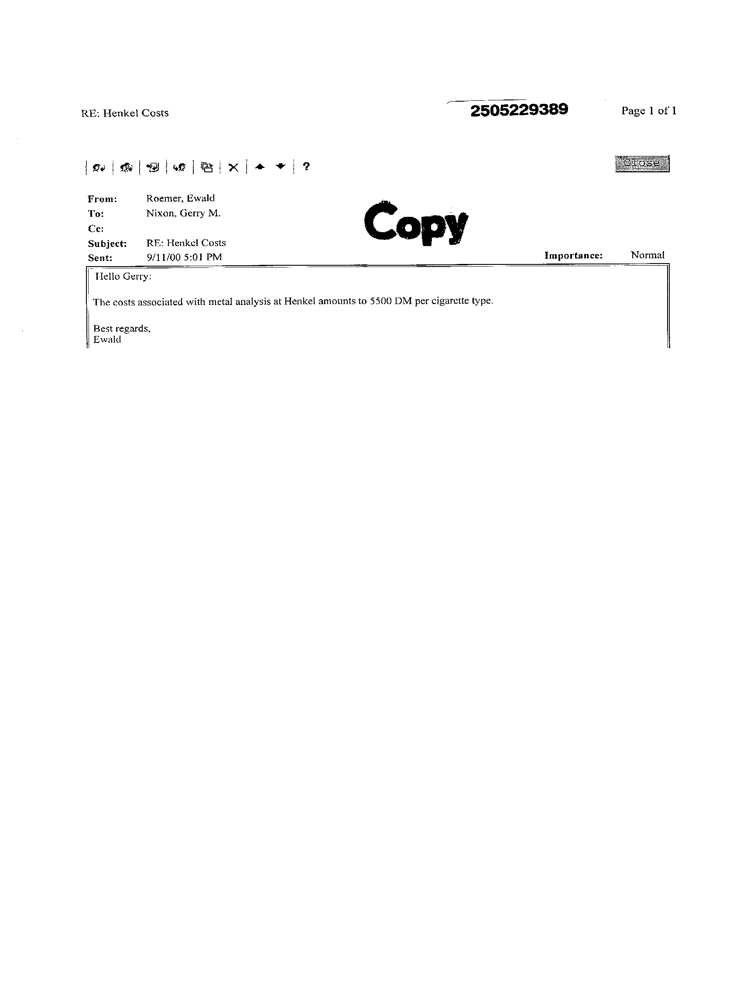 RE: Henkel Costs 2505229389 Page 1 of 1
? Close
From: Roemer, Ewald
To: Nixon, Gerry M.
Copy
Cc:
Subject: RE: Henkel Costs
Sent: 9/11/00 5:01 PM Importance: Normal
Hello Gerry:
The costs associated with metal analysis at Henkel amounts to 5500 DM per cigarette type.
Best regards,
Ewald